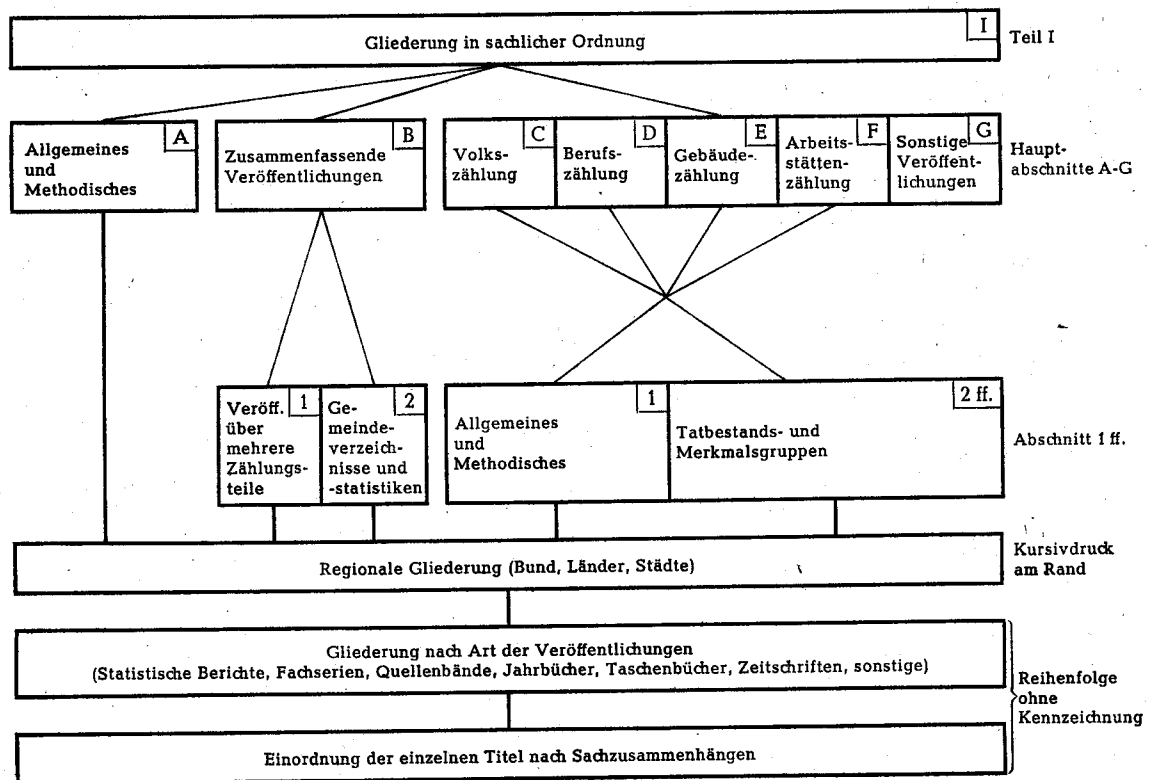 Gliederung in sachlicher Ordnung
I
Teil I
Allgemeines
und
Methodisches
A
Zusammenfassende
Veröffentlichungen
B
Volks-
zählung
C
Berufs-
zählung
D
Gebäude-
zählung
E
Arbeits-
stätten-
zählung
F
Sonstige
Veröffent-
lichungen
G
Haupt-
abschnitte A-G
Veröff.
über
mehrere
Zählungs-
teile
1
Ge-
meinde-
verzeich-
nisse und
-statistiken
2
Allgemeines
und
Methodisches
1
Tatbestands- und
Merkmalsgruppen
2 ff.
Abschnitt 1 ff.
Regionale Gliederung (Bund, Länder, Städte)
Kursivdruck
am Rand
Gliederung nach Art der Veröffentlichungen
(Statistische Berichte, Fachserien, Quellenbände, Jahrbücher, Taschenbücher, Zeitschriften, sonstige)
Einordnung der einzelnen Titel nach Sachzusammenhängen
Reihenfolge
ohne
Kennzeichnung